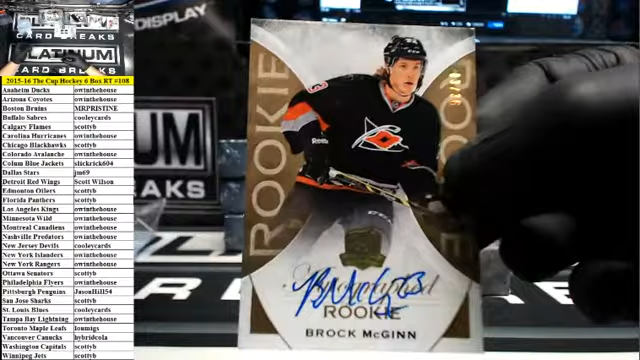 DISPLAY
CARD BREAKS
PLATINUM
CARD BREAKS
2015-16 The Cup Hockey 6 Box RT #108
Anaheim Ducks owinthehouse
Arizona Coyotes owinthehouse
Boston Bruins MRPRISTINE
Buffalo Sabres cooleycards
Calgary Flames scottyb
Carolina Hurricanes owinthehouse
Chicago Blackhawks scottyb
Colorado Avalanche owinthehouse
Colum Blue Jackets slickrick604
Dallas Stars jm69
Detroit Red Wings Scott Wilson
Edmonton Oilers scottyb
Florida Panthers scottyb
Los Angeles Kings owinthehouse
Minnesota Wild owinthehouse
Montreal Canadiens owinthehouse
Nashville Predators owinthehouse
New Jersey Devils cooleycards
New York Islanders owinthehouse
New York Rangers owinthehouse
Ottawa Senators scottyb
Philadelphia Flyers owinthehouse
Pittsburgh Penguins JasonHill54
San Jose Sharks scottyb
St. Louis Blues cooleycards
Tampa Bay Lightning owinthehouse
Toronto Maple Leafs loumigs
Vancouver Canucks hybridcola
Washington Capitals scottyb
Winnipeg Jets scottyb
UM
EAKS
ROOKIE
Reebok
CCM
Autographed
ROOKIE
BROCK McGINN